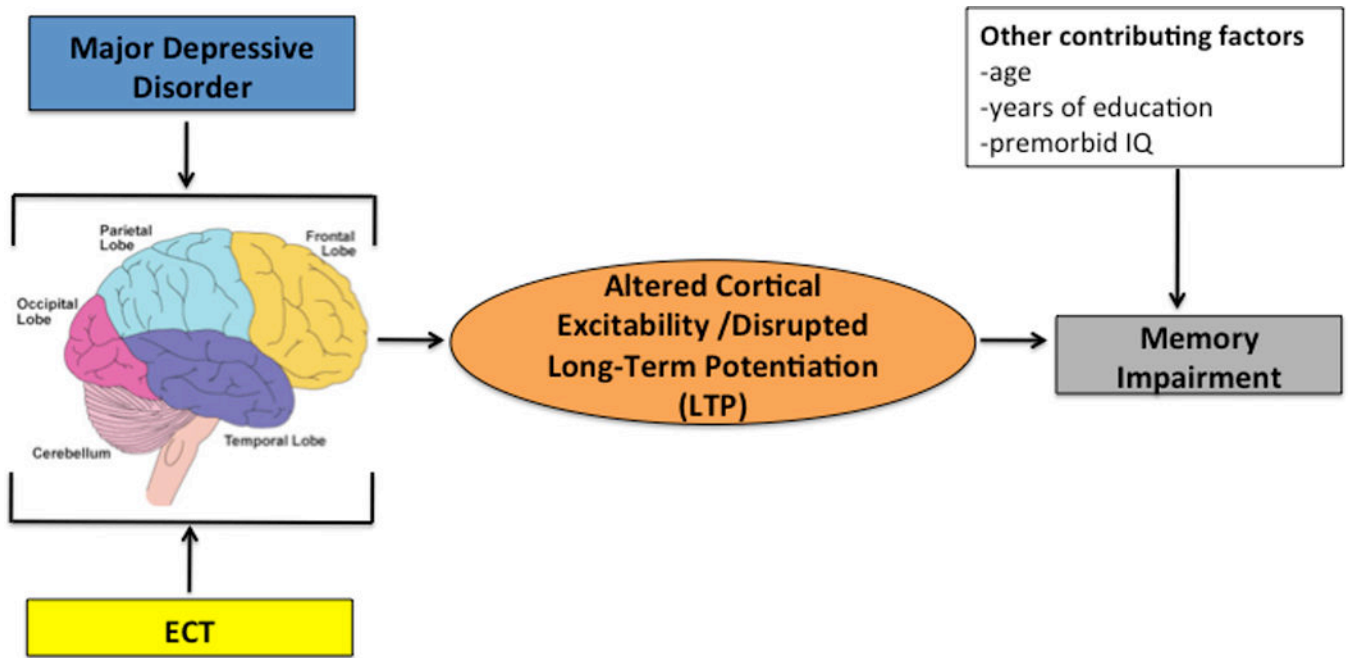 Major Depressive
Disorder
Other contributing factors
-age
-years of education
-premorbid IQ
Parietal
Lobe
Frontal
Lobe
Occipital
Lobe
Temporal Lobe
Cerebellum
Altered Cortical
Excitability /Disrupted
Long-Term Potentiation
(LTP)
Memory
Impairment
ECT